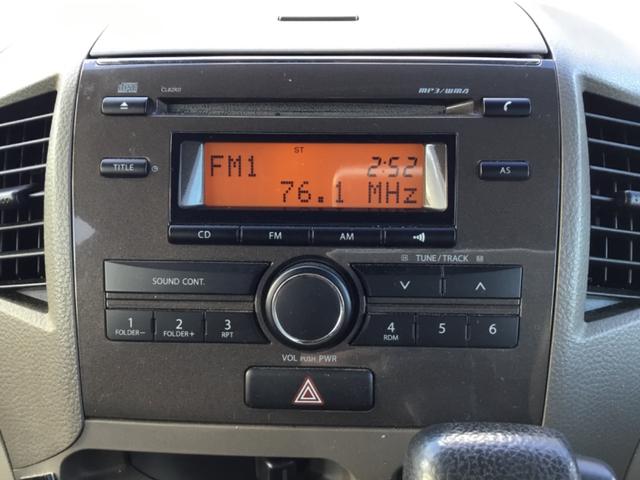 MP3/WMA
TITLE
ST
FM1 2:52
76.1 MHz
AS
CD FM AM
SOUND CONT.
TUNE/TRACK
1 2 3
FOLDER− FOLDER+ RPT
4 5 6
RDM
VOL PUSH PWR